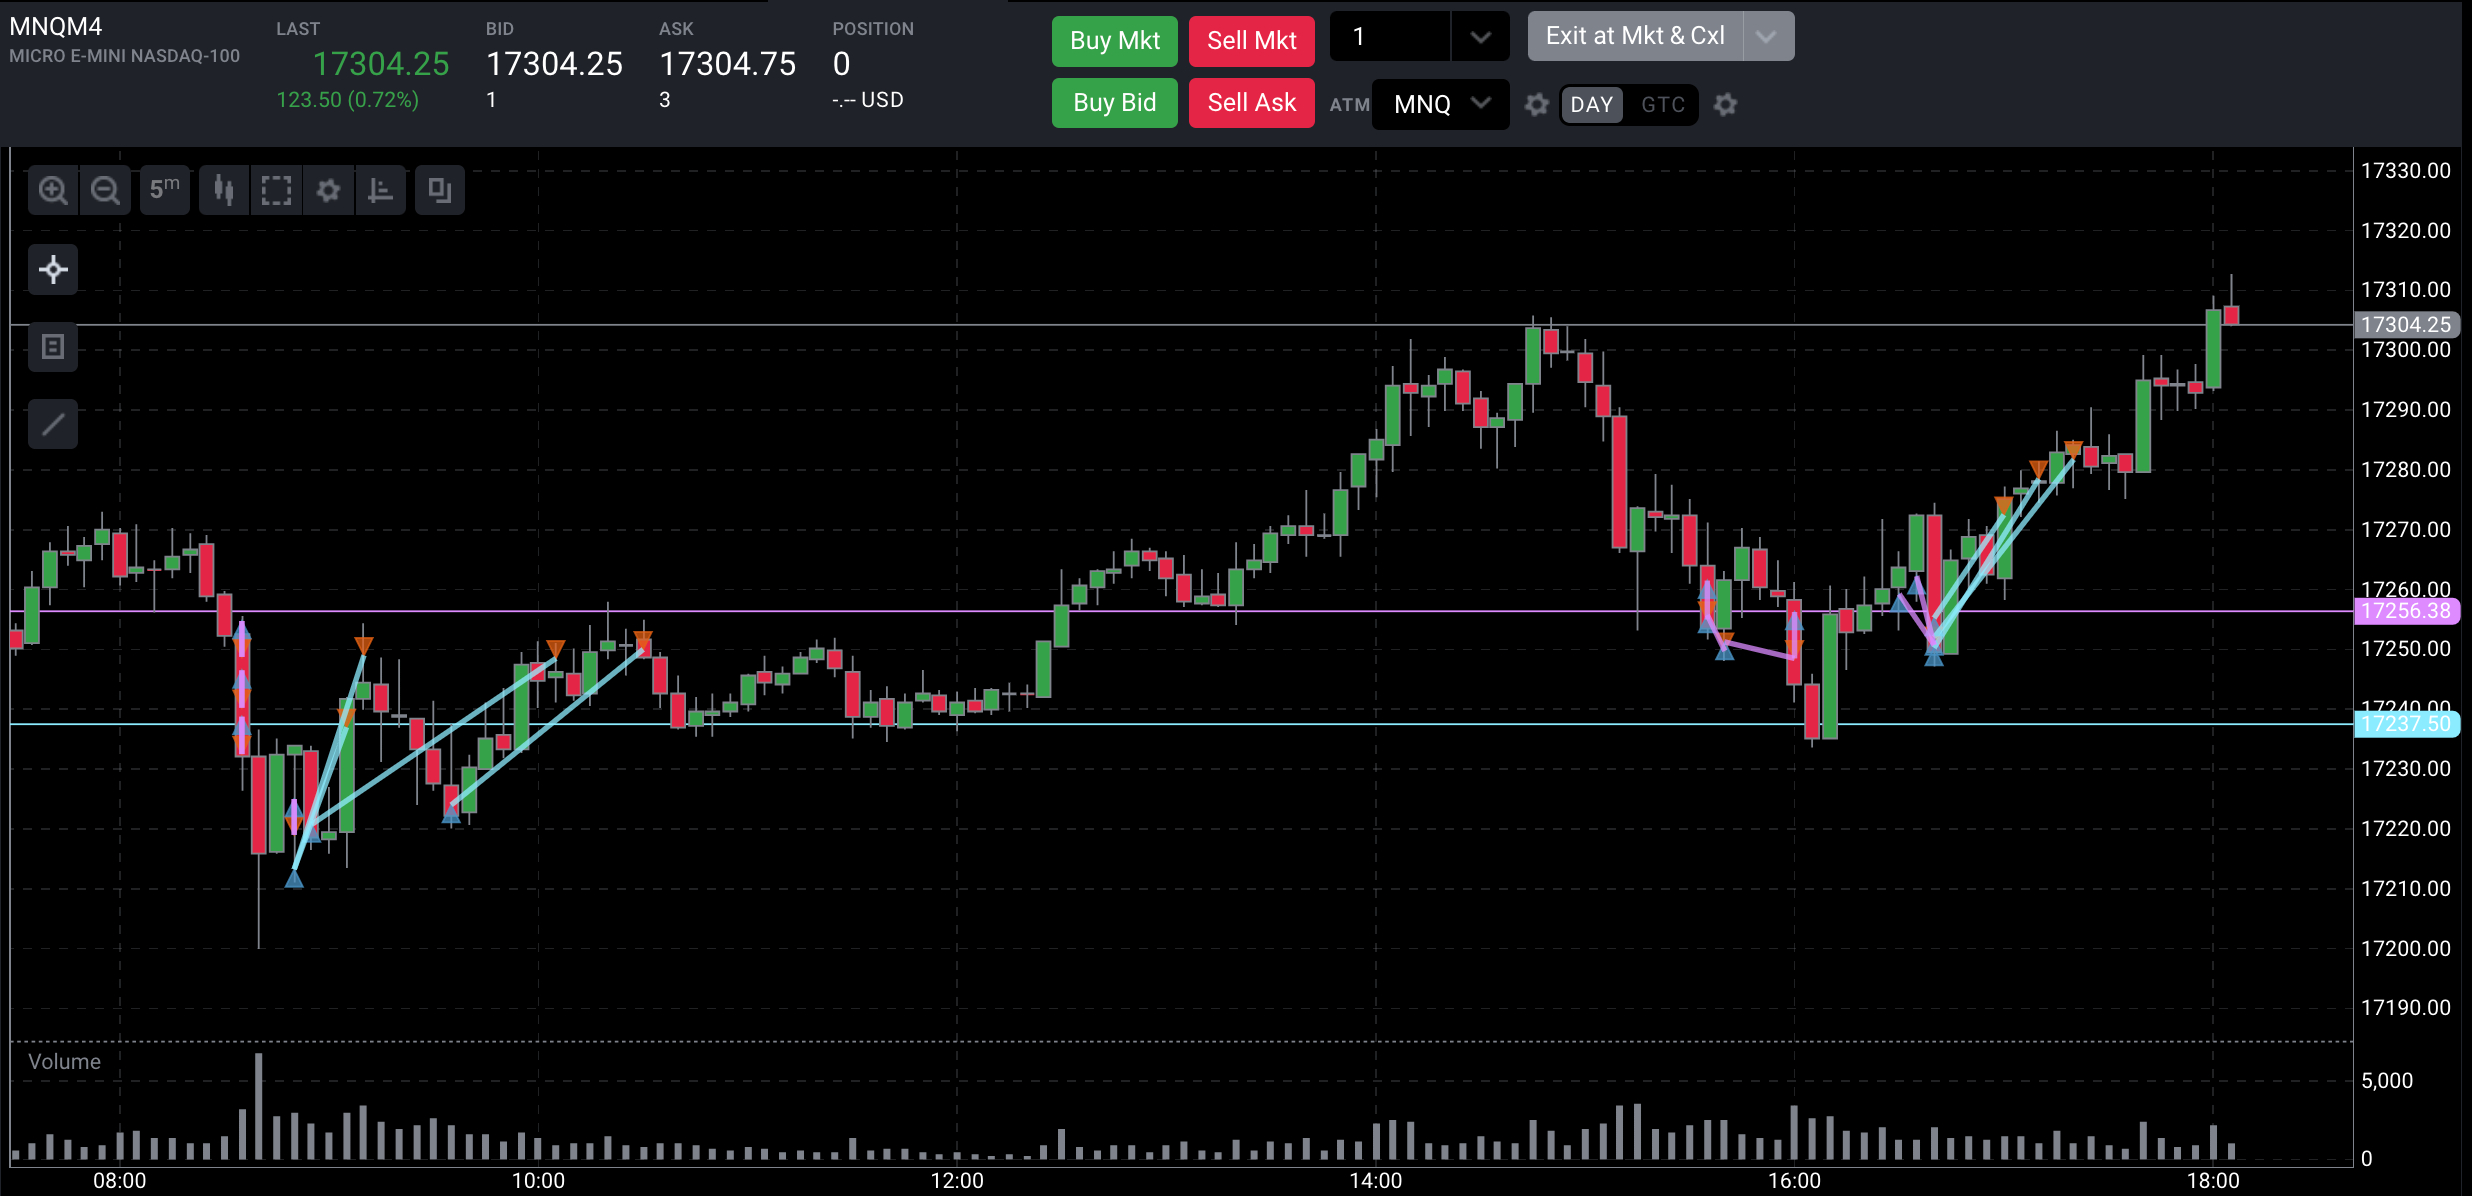 MNQM4
MICRO E-MINI NASDAQ-100
LAST
17304.25
123.50 (0.72%)
BID
17304.25
1
ASK
17304.75
3
POSITION
0
-.-- USD
Buy Mkt
Sell Mkt
1
Exit at Mkt & Cxl
Buy Bid
Sell Ask
ATM
MNQ
DAY
GTC
5m
17330.00
17320.00
17310.00
17304.25
17300.00
17290.00
17280.00
17270.00
17260.00
17256.38
17250.00
17240.00
17237.50
17230.00
17220.00
17210.00
17200.00
17190.00
Volume
5,000
0
08:00
10:00
12:00
14:00
16:00
18:00